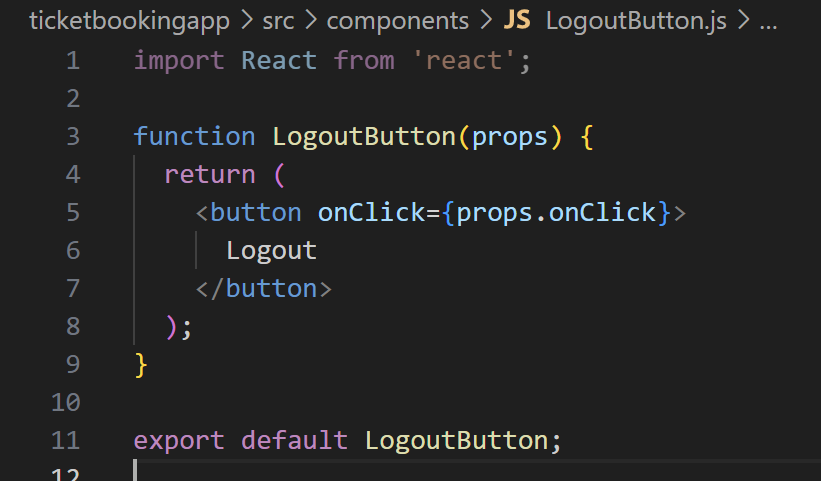 ticketbookingapp > src > components > JS LogoutButton.js > ...
1 import React from 'react';
2
3 function LogoutButton(props) {
4   return (
5     <button onClick={props.onClick}>
6       Logout
7     </button>
8   );
9 }
10
11 export default LogoutButton;
12